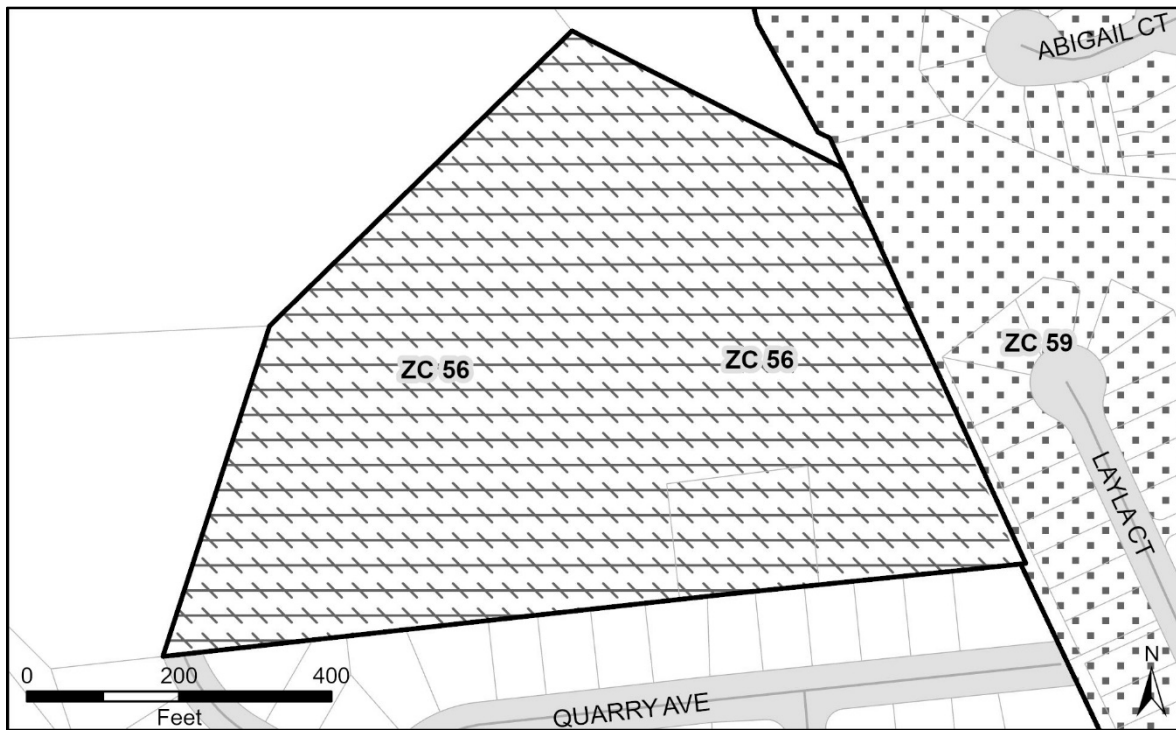 ABIGAIL CT
ZC 59
ZC 56
ZC 56
LAYLA CT
0 200 400
Feet
QUARRY AVE
N